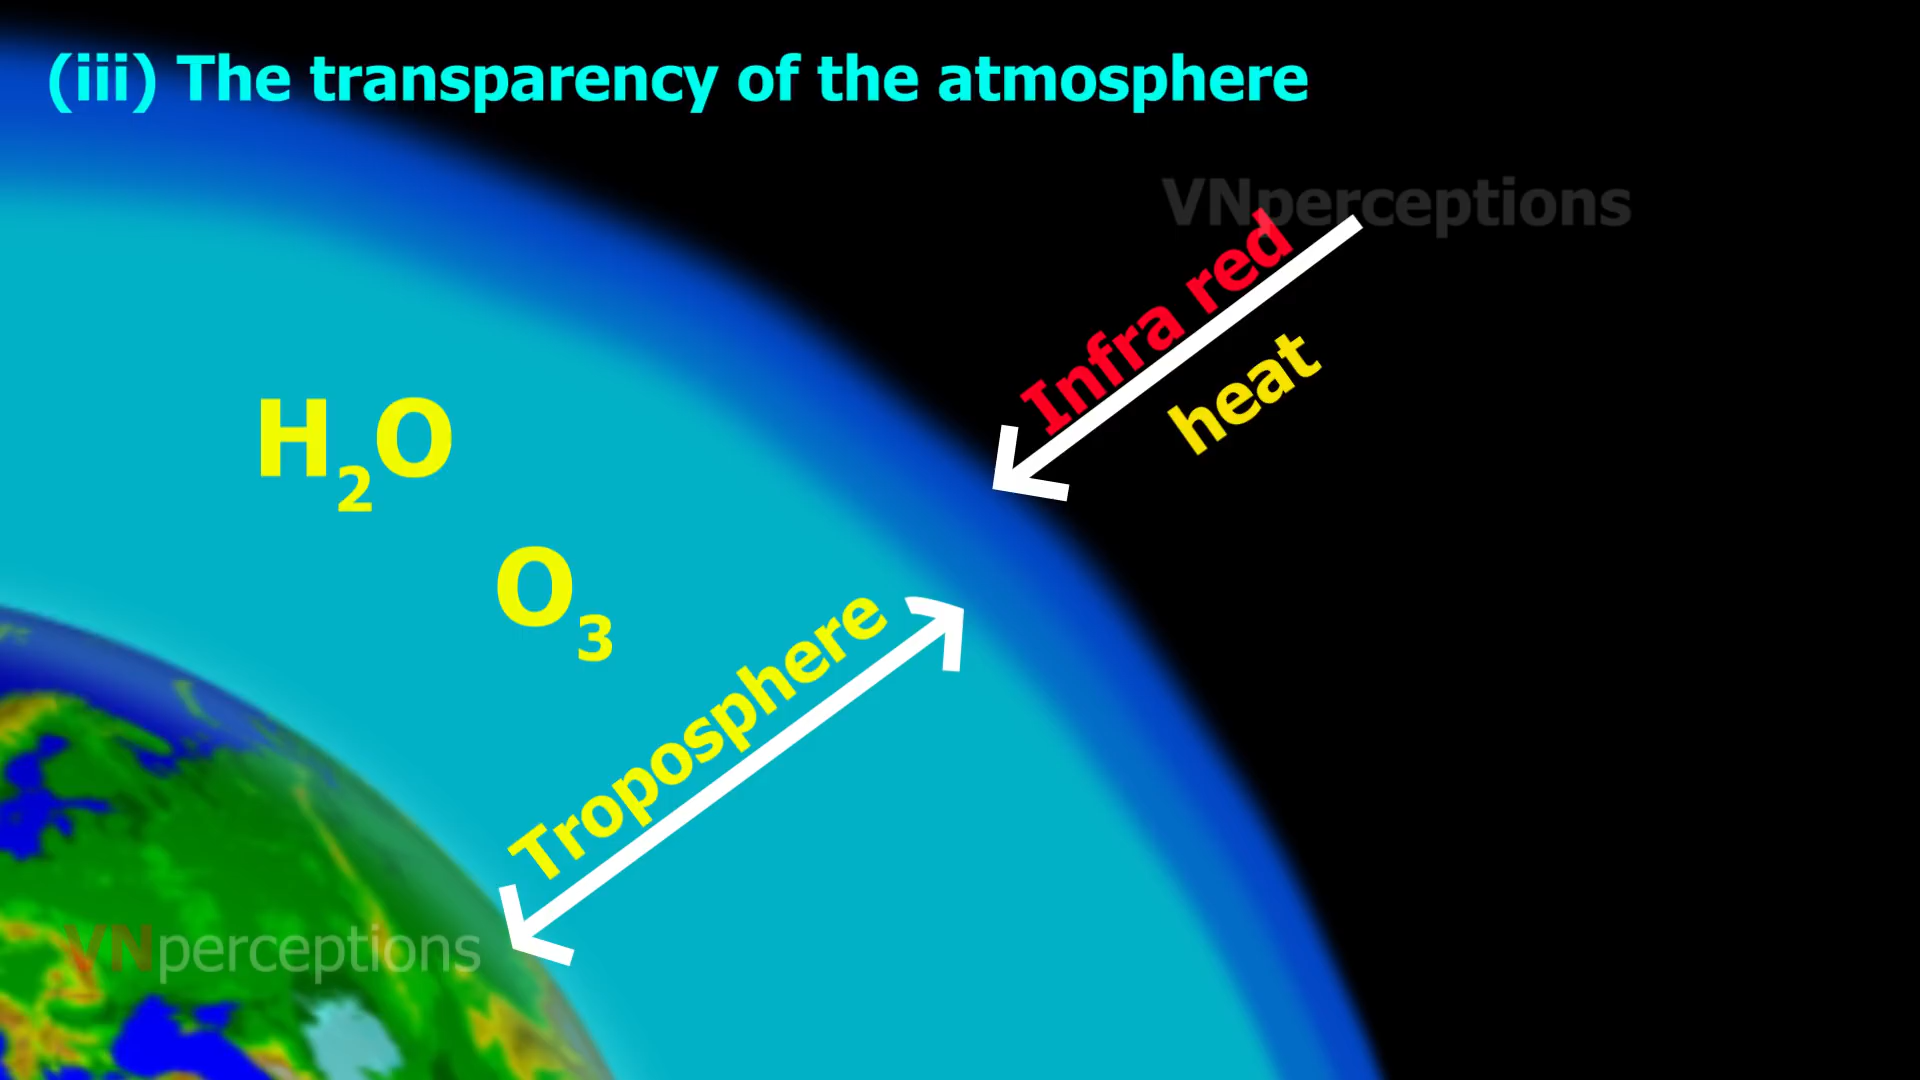 (iii) The transparency of the atmosphere
VNperceptions
Infra red
heat
H₂O
O₃
Troposphere
VNperceptions